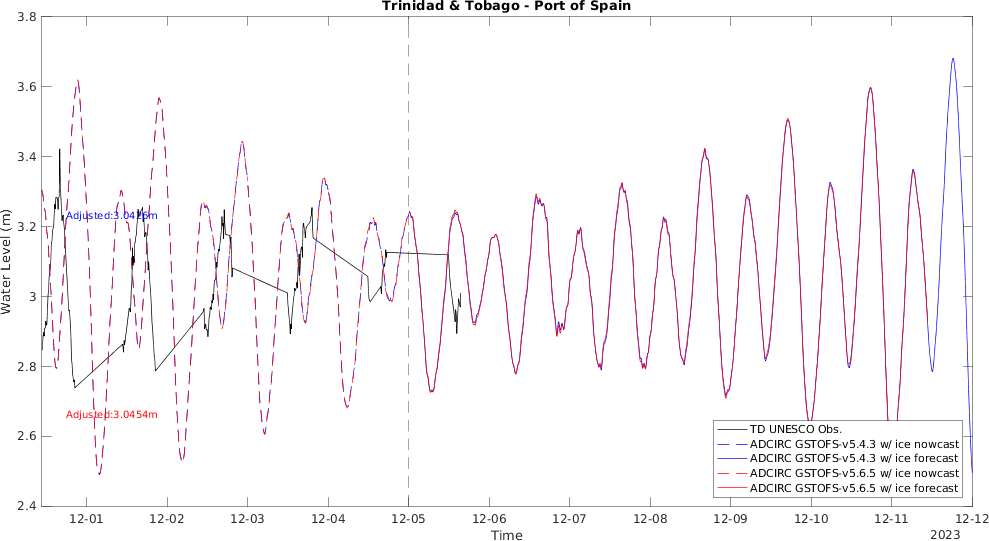 Trinidad & Tobago - Port of Spain
3.8
3.6
3.4
3.2
3
2.8
2.6
2.4
Water Level (m)
Adjusted:3.0426m
Adjusted:3.0454m
TD UNESCO Obs.
ADCIRC GSTOFS-v5.4.3 w/ ice nowcast
ADCIRC GSTOFS-v5.4.3 w/ ice forecast
ADCIRC GSTOFS-v5.6.5 w/ ice nowcast
ADCIRC GSTOFS-v5.6.5 w/ ice forecast
12-01 12-02 12-03 12-04 12-05 12-06 12-07 12-08 12-09 12-10 12-11 12-12
Time
2023